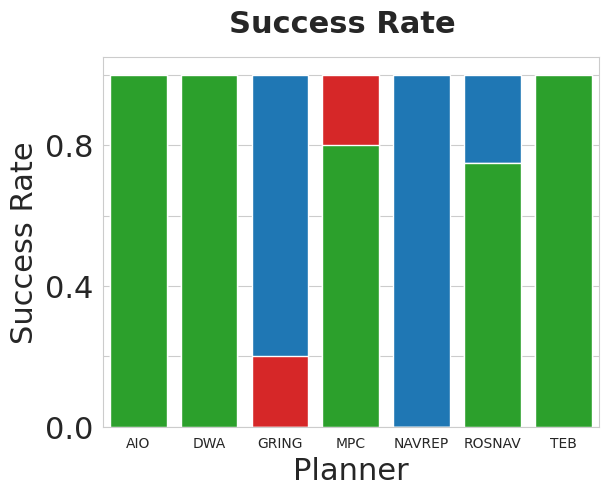 Success Rate
Success Rate
0.8
0.4
0.0
AIO DWA GRING MPC NAVREP ROSNAV TEB
Planner